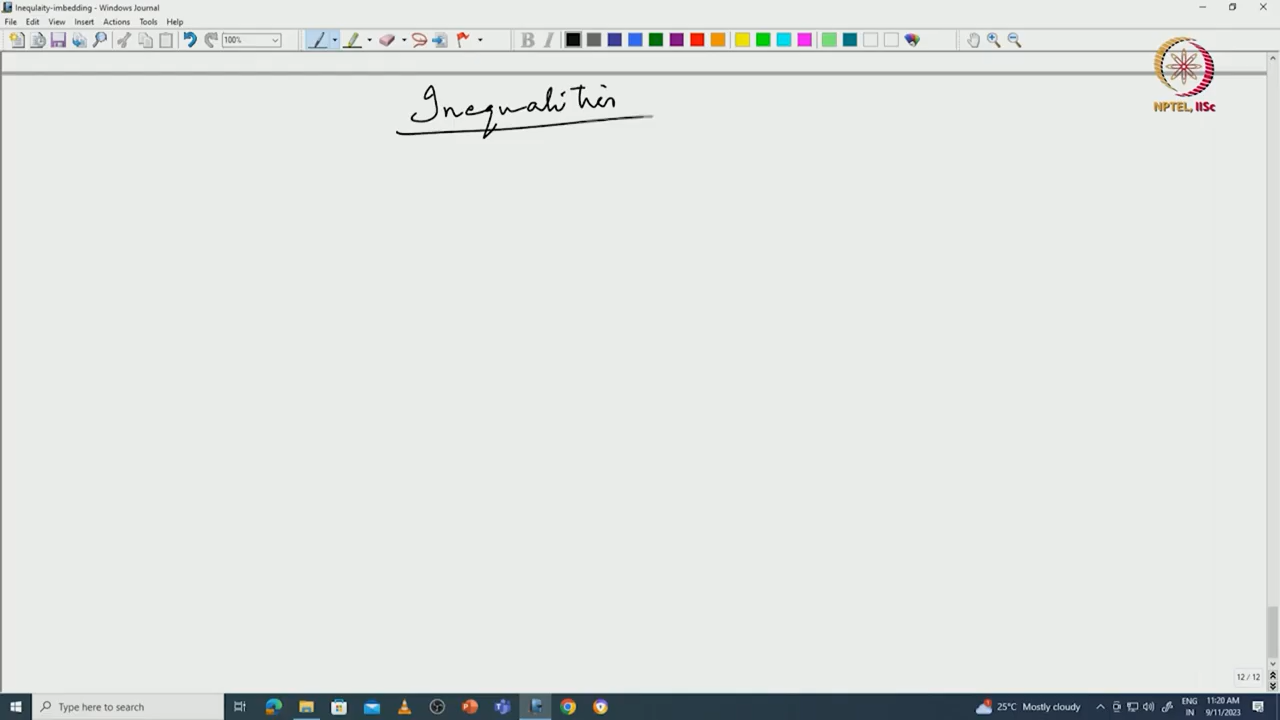 Inequlaity-imbedding - Windows Journal
File Edit View Insert Actions Tools Help
100%
B I
NPTEL, IISc
Inequalities
12 / 12
Type here to search
25°C Mostly cloudy
ENG
IN
11:20 AM
9/11/2023